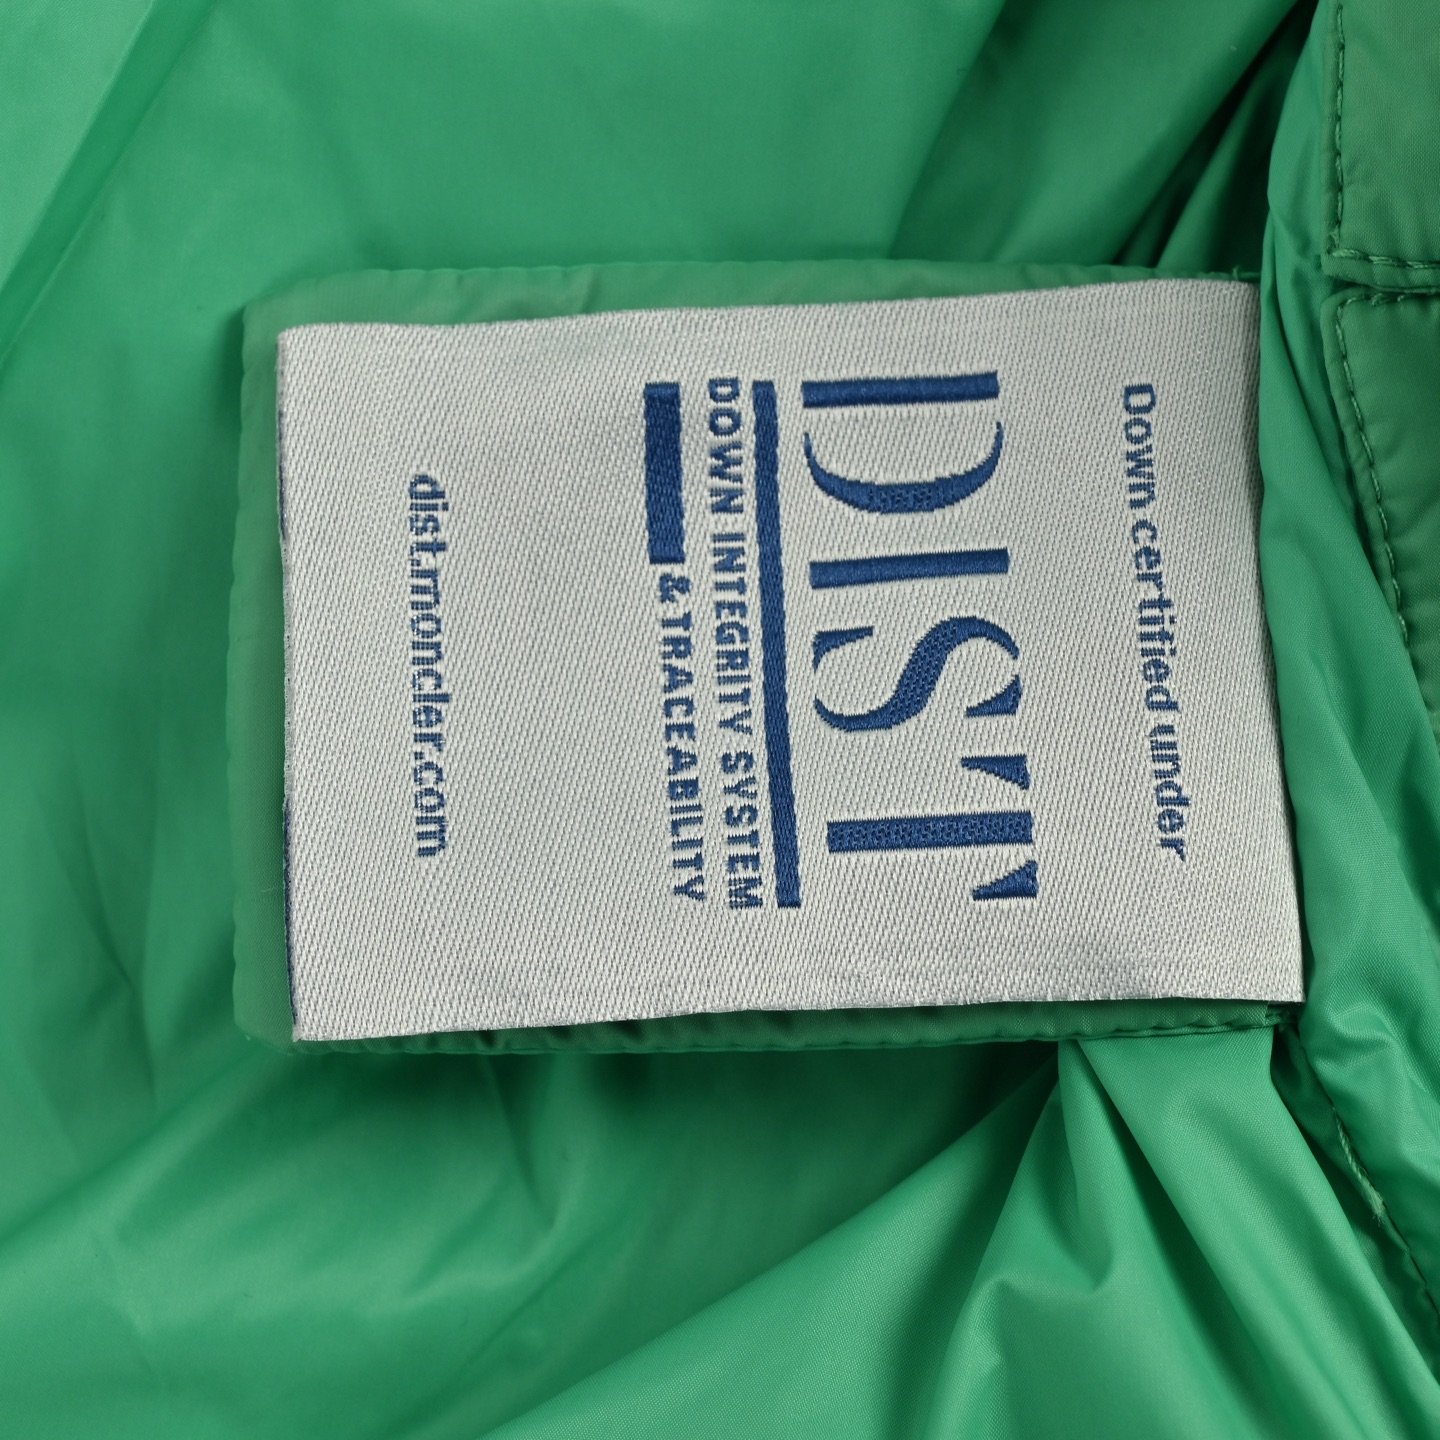 Down certified under
DIST
DOWN INTEGRITY SYSTEM
& TRACEABILITY
dist.moncler.com